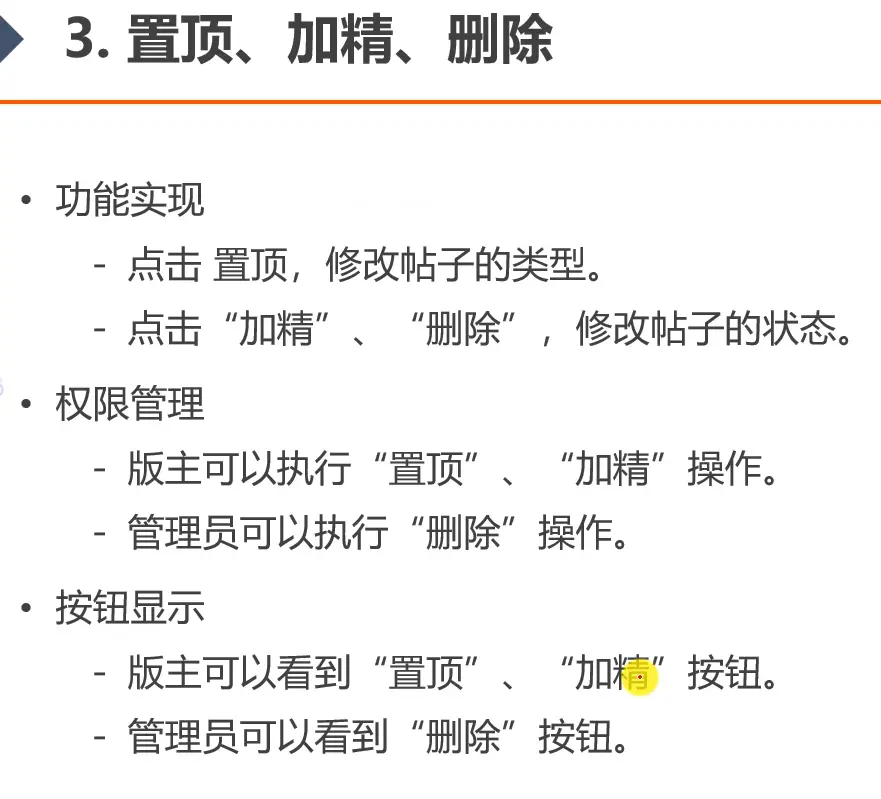 3. 置顶、加精、删除
• 功能实现
- 点击 置顶，修改帖子的类型。
- 点击“加精”、“删除”，修改帖子的状态。
• 权限管理
- 版主可以执行“置顶”、“加精”操作。
- 管理员可以执行“删除”操作。
• 按钮显示
- 版主可以看到“置顶”、“加精”按钮。
- 管理员可以看到“删除”按钮。